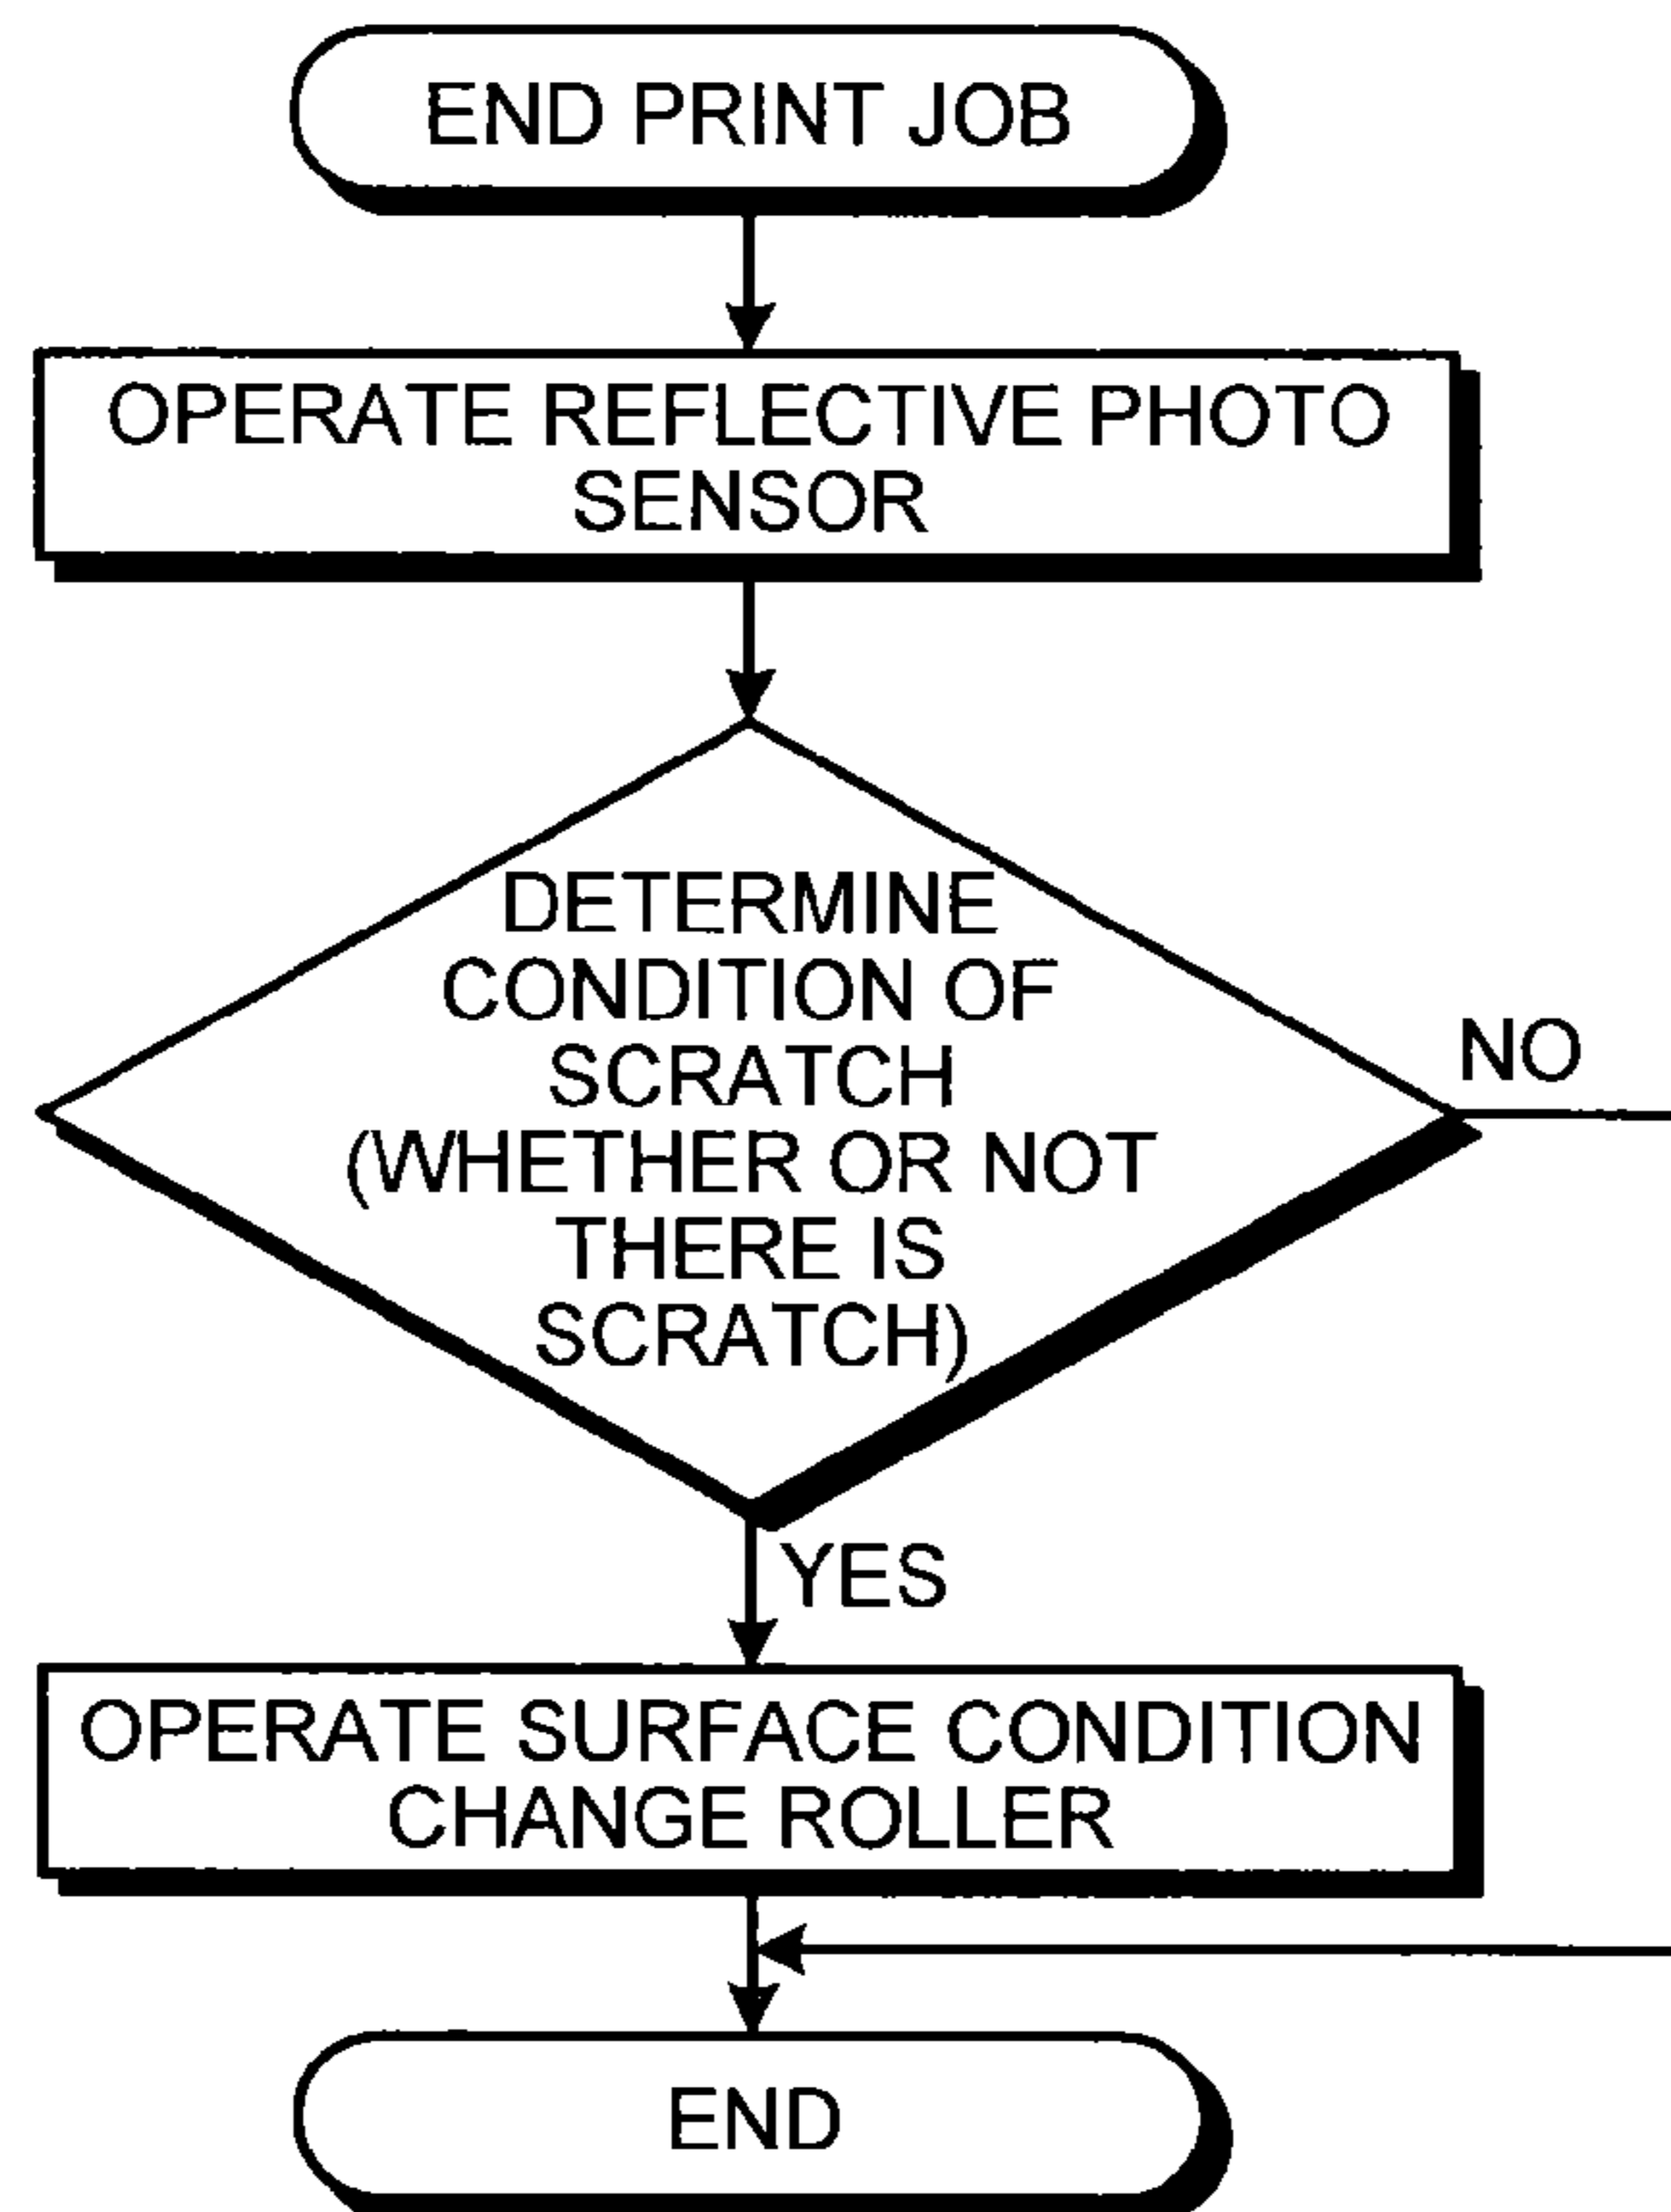 END PRINT JOB
OPERATE REFLECTIVE PHOTO
SENSOR
DETERMINE
CONDITION OF
SCRATCH
(WHETHER OR NOT
THERE IS
SCRATCH)
NO
YES
OPERATE SURFACE CONDITION
CHANGE ROLLER
END